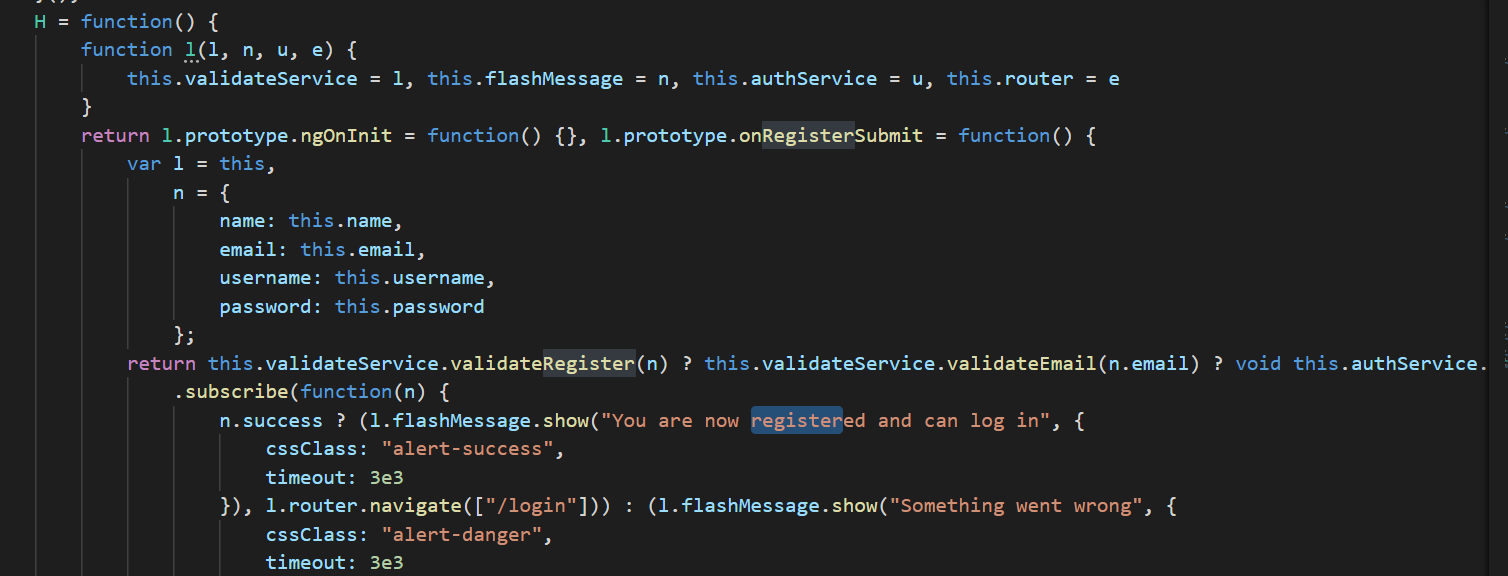 H = function() {
function l(l, n, u, e) {
this.validateService = l, this.flashMessage = n, this.authService = u, this.router = e
}
return l.prototype.ngOnInit = function() {}, l.prototype.onRegisterSubmit = function() {
var l = this,
n = {
name: this.name,
email: this.email,
username: this.username,
password: this.password
};
return this.validateService.validateRegister(n) ? this.validateService.validateEmail(n.email) ? void this.authService.
.subscribe(function(n) {
n.success ? (l.flashMessage.show("You are now registered and can log in", {
cssClass: "alert-success",
timeout: 3e3
}), l.router.navigate(["/login"])) : (l.flashMessage.show("Something went wrong", {
cssClass: "alert-danger",
timeout: 3e3